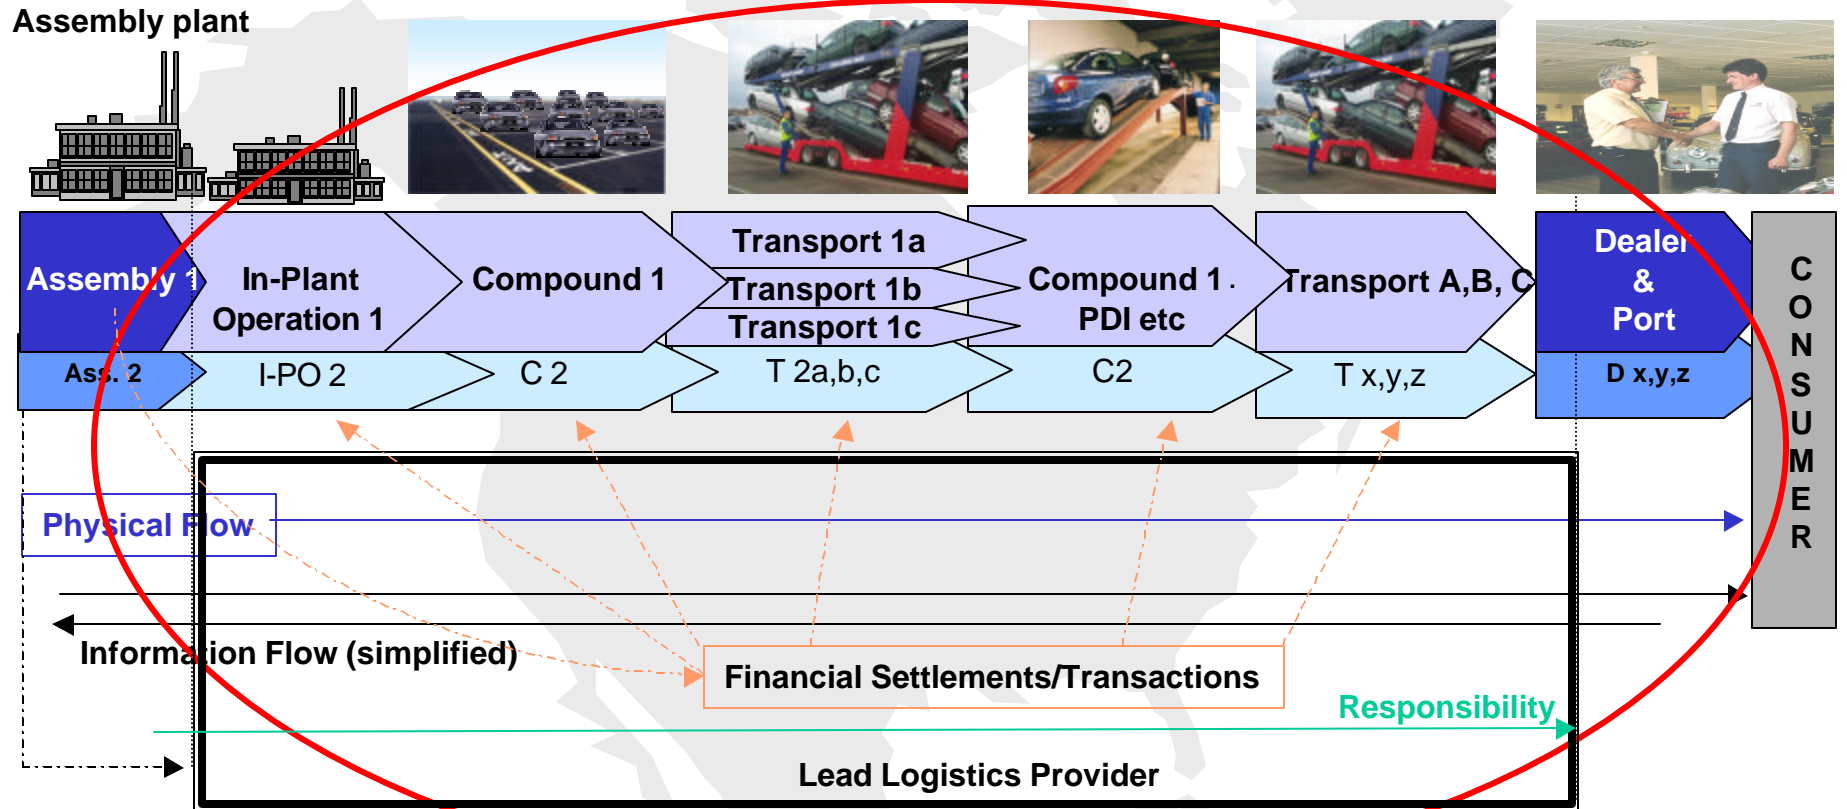 Assembly plant
Assembly 1
In-Plant
Operation 1
Compound 1
Transport 1a
Transport 1b
Transport 1c
Compound 1.
PDI etc
Transport A,B, C
Dealer
&
Port
Ass. 2
I-PO 2
C 2
T 2a,b,c
C2
T x,y,z
D x,y,z
C
O
N
S
U
M
E
R
Physical Flow
Information Flow (simplified)
Financial Settlements/Transactions
Responsibility
Lead Logistics Provider